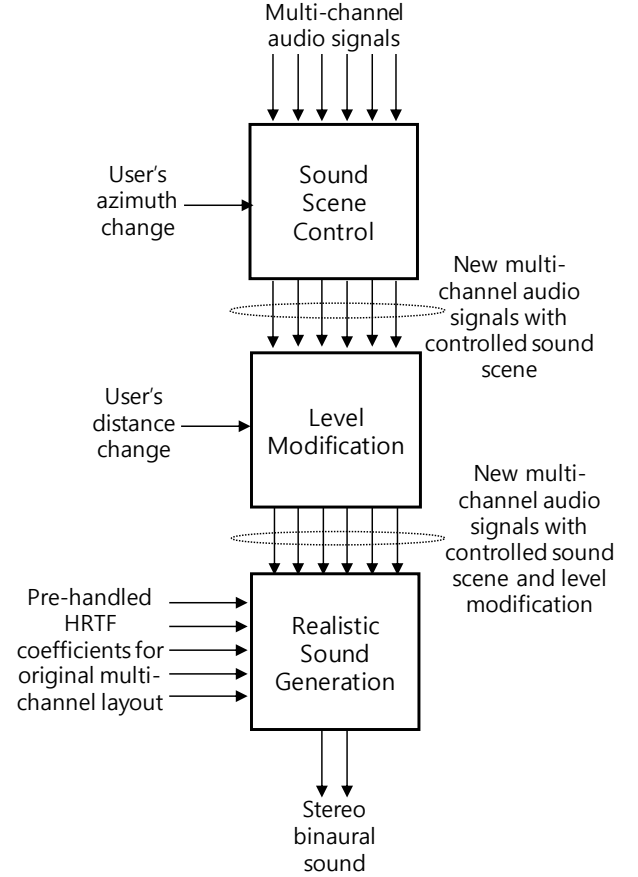 Multi-channel
audio signals
User's
azimuth
change
Sound
Scene
Control
New multi-
channel audio
signals with
controlled sound
scene
User's
distance
change
Level
Modification
New multi-
channel audio
signals with
controlled sound
scene and level
modification
Pre-handled
HRTF
coefficients for
original multi-
channel layout
Realistic
Sound
Generation
Stereo
binaural
sound